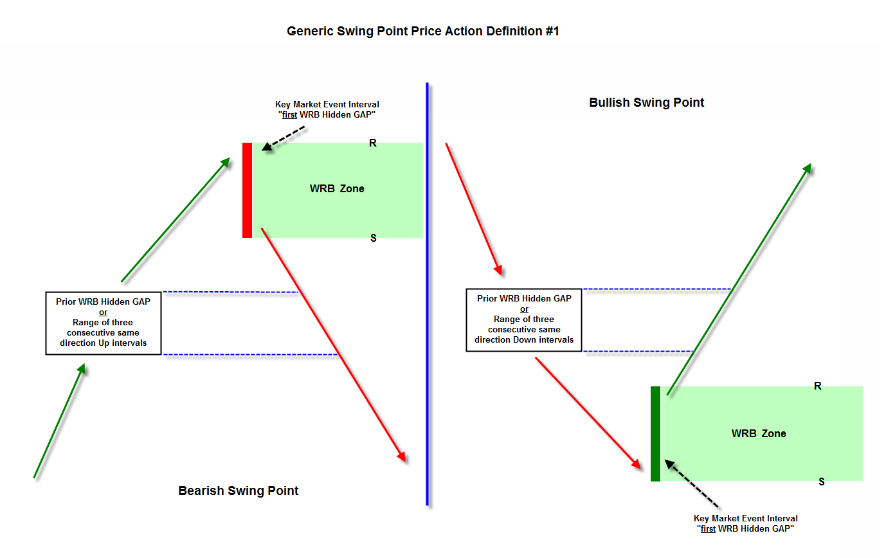 Generic Swing Point Price Action Definition #1
Key Market Event Interval
"first WRB Hidden GAP"
R
WRB Zone
S
Prior WRB Hidden GAP
or
Range of three
consecutive same
direction Up intervals
Bearish Swing Point
Bullish Swing Point
Prior WRB Hidden GAP
or
Range of three
consecutive same
direction Down intervals
R
WRB Zone
S
Key Market Event Interval
"first WRB Hidden GAP"